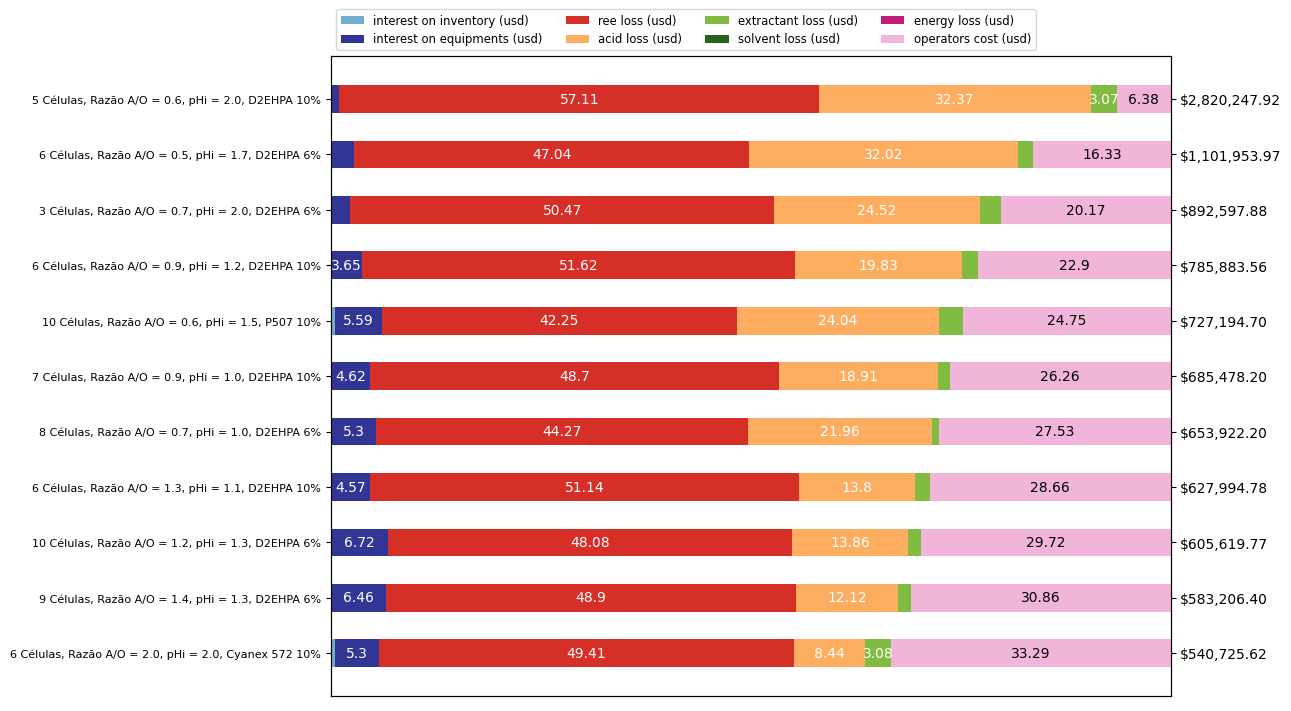 interest on inventory (usd) ree loss (usd) extractant loss (usd) energy loss (usd)
interest on equipments (usd) acid loss (usd) solvent loss (usd) operators cost (usd)
5 Células, Razão A/O = 0.6, pHi = 2.0, D2EHPA 10% 57.11 32.37 3.07 6.38 $2,820,247.92
6 Células, Razão A/O = 0.5, pHi = 1.7, D2EHPA 6% 47.04 32.02 16.33 $1,101,953.97
3 Células, Razão A/O = 0.7, pHi = 2.0, D2EHPA 6% 50.47 24.52 20.17 $892,597.88
6 Células, Razão A/O = 0.9, pHi = 1.2, D2EHPA 10% 3.65 51.62 19.83 22.9 $785,883.56
10 Células, Razão A/O = 0.6, pHi = 1.5, P507 10% 5.59 42.25 24.04 24.75 $727,194.70
7 Células, Razão A/O = 0.9, pHi = 1.0, D2EHPA 10% 4.62 48.7 18.91 26.26 $685,478.20
8 Células, Razão A/O = 0.7, pHi = 1.0, D2EHPA 6% 5.3 44.27 21.96 27.53 $653,922.20
6 Células, Razão A/O = 1.3, pHi = 1.1, D2EHPA 10% 4.57 51.14 13.8 28.66 $627,994.78
10 Células, Razão A/O = 1.2, pHi = 1.3, D2EHPA 6% 6.72 48.08 13.86 29.72 $605,619.77
9 Células, Razão A/O = 1.4, pHi = 1.3, D2EHPA 6% 6.46 48.9 12.12 30.86 $583,206.40
6 Células, Razão A/O = 2.0, pHi = 2.0, Cyanex 572 10% 5.3 49.41 8.44 3.08 33.29 $540,725.62